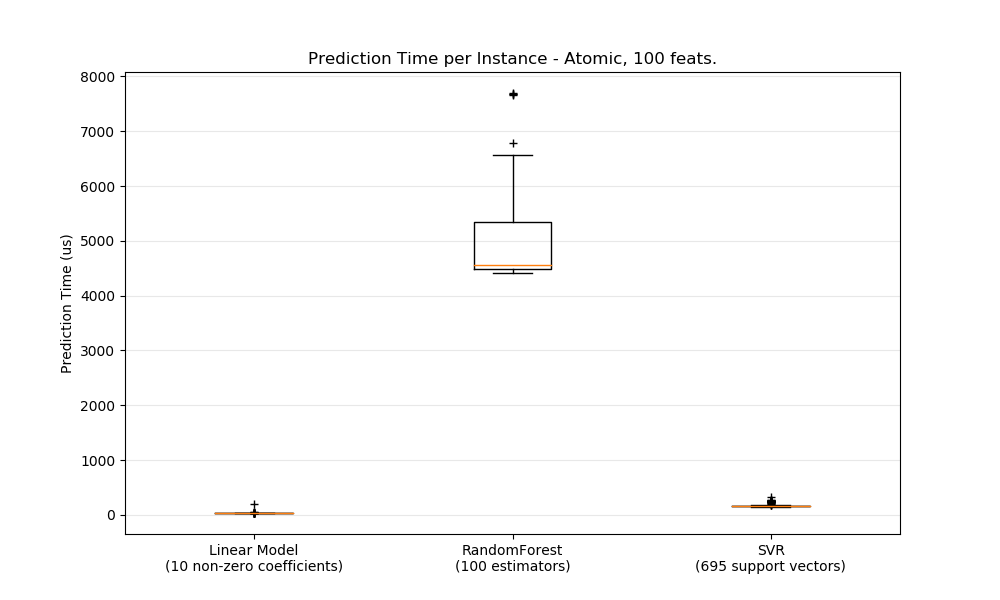 Prediction Time per Instance - Atomic, 100 feats.
8000
7000
6000
5000
4000
3000
2000
1000
0
Prediction Time (us)
Linear Model
(10 non-zero coefficients)
RandomForest
(100 estimators)
SVR
(695 support vectors)